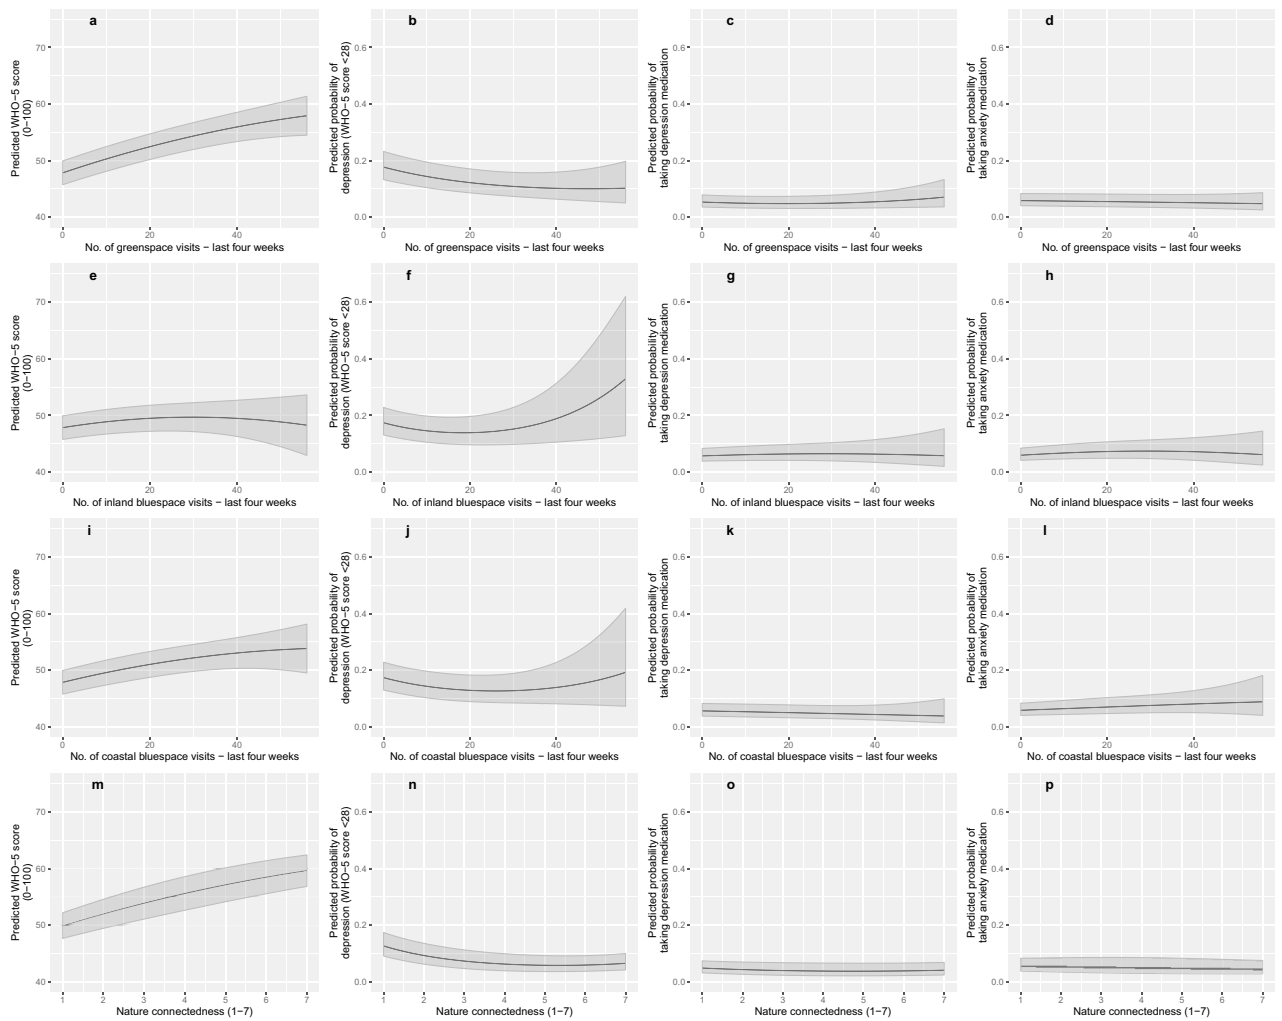 a
Predicted WHO−5 score
(0−100)
70
60
50
40
0
20
40
No. of greenspace visits − last four weeks
b
Predicted probability of
depression (WHO−5 score <28)
0.6
0.4
0.2
0.0
0
20
40
No. of greenspace visits − last four weeks
c
Predicted probability of
taking depression medication
0.6
0.4
0.2
0.0
0
20
40
No. of greenspace visits − last four weeks
d
Predicted probability of
taking anxiety medication
0.6
0.4
0.2
0.0
0
20
40
No. of greenspace visits − last four weeks
e
Predicted WHO−5 score
(0−100)
70
60
50
40
0
20
40
No. of inland bluespace visits − last four weeks
f
Predicted probability of
depression (WHO−5 score <28)
0.6
0.4
0.2
0.0
0
20
40
No. of inland bluespace visits − last four weeks
g
Predicted probability of
taking depression medication
0.6
0.4
0.2
0.0
0
20
40
No. of inland bluespace visits − last four weeks
h
Predicted probability of
taking anxiety medication
0.6
0.4
0.2
0.0
0
20
40
No. of inland bluespace visits − last four weeks
i
Predicted WHO−5 score
(0−100)
70
60
50
40
0
20
40
No. of coastal bluespace visits − last four weeks
j
Predicted probability of
depression (WHO−5 score <28)
0.6
0.4
0.2
0.0
0
20
40
No. of coastal bluespace visits − last four weeks
k
Predicted probability of
taking depression medication
0.6
0.4
0.2
0.0
0
20
40
No. of coastal bluespace visits − last four weeks
l
Predicted probability of
taking anxiety medication
0.6
0.4
0.2
0.0
0
20
40
No. of coastal bluespace visits − last four weeks
m
Predicted WHO−5 score
(0−100)
70
60
50
40
1
2
3
4
5
6
7
Nature connectedness (1−7)
n
Predicted probability of
depression (WHO−5 score <28)
0.6
0.4
0.2
0.0
1
2
3
4
5
6
7
Nature connectedness (1−7)
o
Predicted probability of
taking depression medication
0.6
0.4
0.2
0.0
1
2
3
4
5
6
7
Nature connectedness (1−7)
p
Predicted probability of
taking anxiety medication
0.6
0.4
0.2
0.0
1
2
3
4
5
6
7
Nature connectedness (1−7)